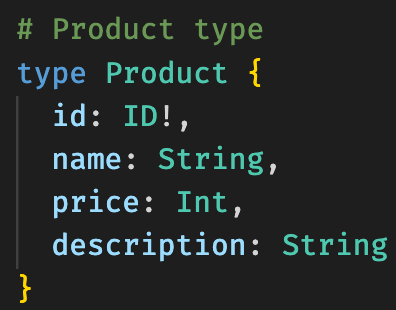 # Product type
type Product {
  id: ID!,
  name: String,
  price: Int,
  description: String
}